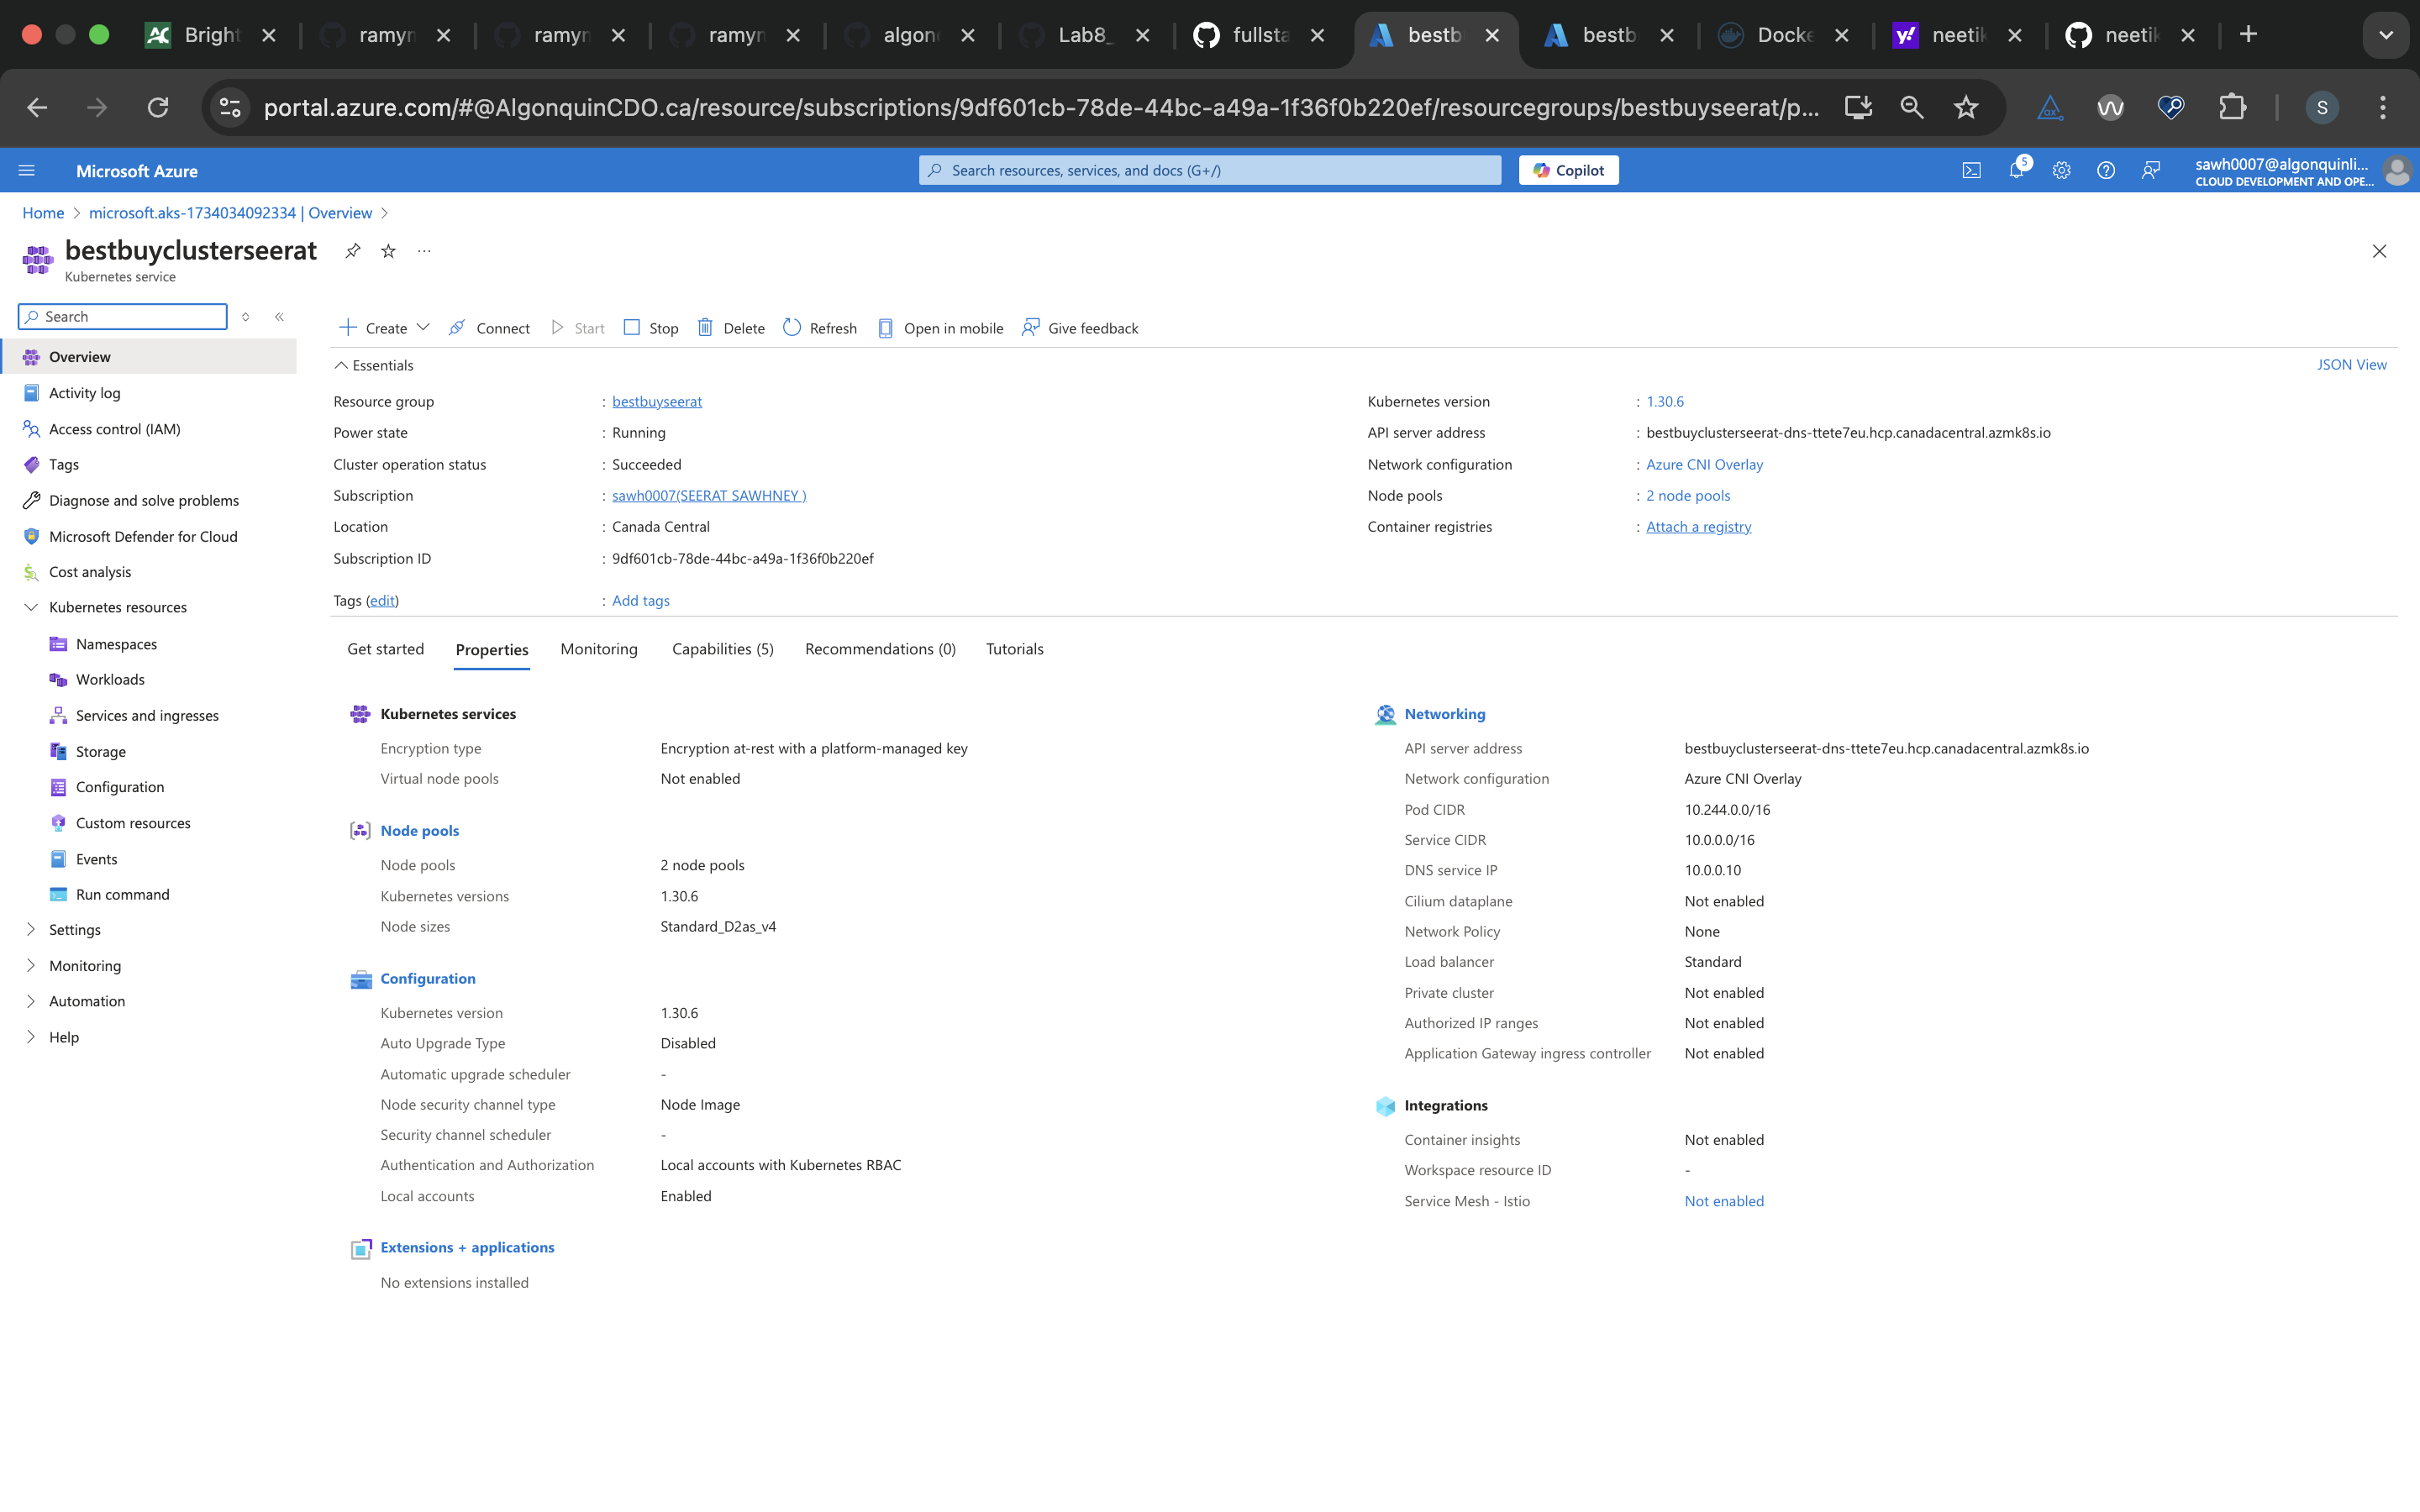 Bright
ramyn
ramyn
ramyn
algon
Lab8_
fullsta
bestb
bestb
Docke
neetik
neetik
portal.azure.com/#@AlgonquinCDO.ca/resource/subscriptions/9df601cb-78de-44bc-a49a-1f36f0b220ef/resourcegroups/bestbuyseerat/p...
S
Microsoft Azure
Search resources, services, and docs (G+/)
Copilot
5
sawh0007@algonquinli...
CLOUD DEVELOPMENT AND OPE...
Home > microsoft.aks-1734034092334 | Overview >
bestbuyclusterseerat
Kubernetes service
Search
Create
Connect
Start
Stop
Delete
Refresh
Open in mobile
Give feedback
Overview
Activity log
Access control (IAM)
Tags
Diagnose and solve problems
Microsoft Defender for Cloud
Cost analysis
Kubernetes resources
Namespaces
Workloads
Services and ingresses
Storage
Configuration
Custom resources
Events
Run command
Settings
Monitoring
Automation
Help
Essentials
JSON View
Resource group : bestbuyseerat
Power state : Running
Cluster operation status : Succeeded
Subscription : sawh0007(SEERAT SAWHNEY )
Location : Canada Central
Subscription ID : 9df601cb-78de-44bc-a49a-1f36f0b220ef
Tags (edit) : Add tags
Kubernetes version : 1.30.6
API server address : bestbuyclusterseerat-dns-ttete7eu.hcp.canadacentral.azmk8s.io
Network configuration : Azure CNI Overlay
Node pools : 2 node pools
Container registries : Attach a registry
Get started
Properties
Monitoring
Capabilities (5)
Recommendations (0)
Tutorials
Kubernetes services
Encryption type Encryption at-rest with a platform-managed key
Virtual node pools Not enabled
Node pools
Node pools 2 node pools
Kubernetes versions 1.30.6
Node sizes Standard_D2as_v4
Configuration
Kubernetes version 1.30.6
Auto Upgrade Type Disabled
Automatic upgrade scheduler -
Node security channel type Node Image
Security channel scheduler -
Authentication and Authorization Local accounts with Kubernetes RBAC
Local accounts Enabled
Extensions + applications
No extensions installed
Networking
API server address bestbuyclusterseerat-dns-ttete7eu.hcp.canadacentral.azmk8s.io
Network configuration Azure CNI Overlay
Pod CIDR 10.244.0.0/16
Service CIDR 10.0.0.0/16
DNS service IP 10.0.0.10
Cilium dataplane Not enabled
Network Policy None
Load balancer Standard
Private cluster Not enabled
Authorized IP ranges Not enabled
Application Gateway ingress controller Not enabled
Integrations
Container insights Not enabled
Workspace resource ID -
Service Mesh - Istio Not enabled